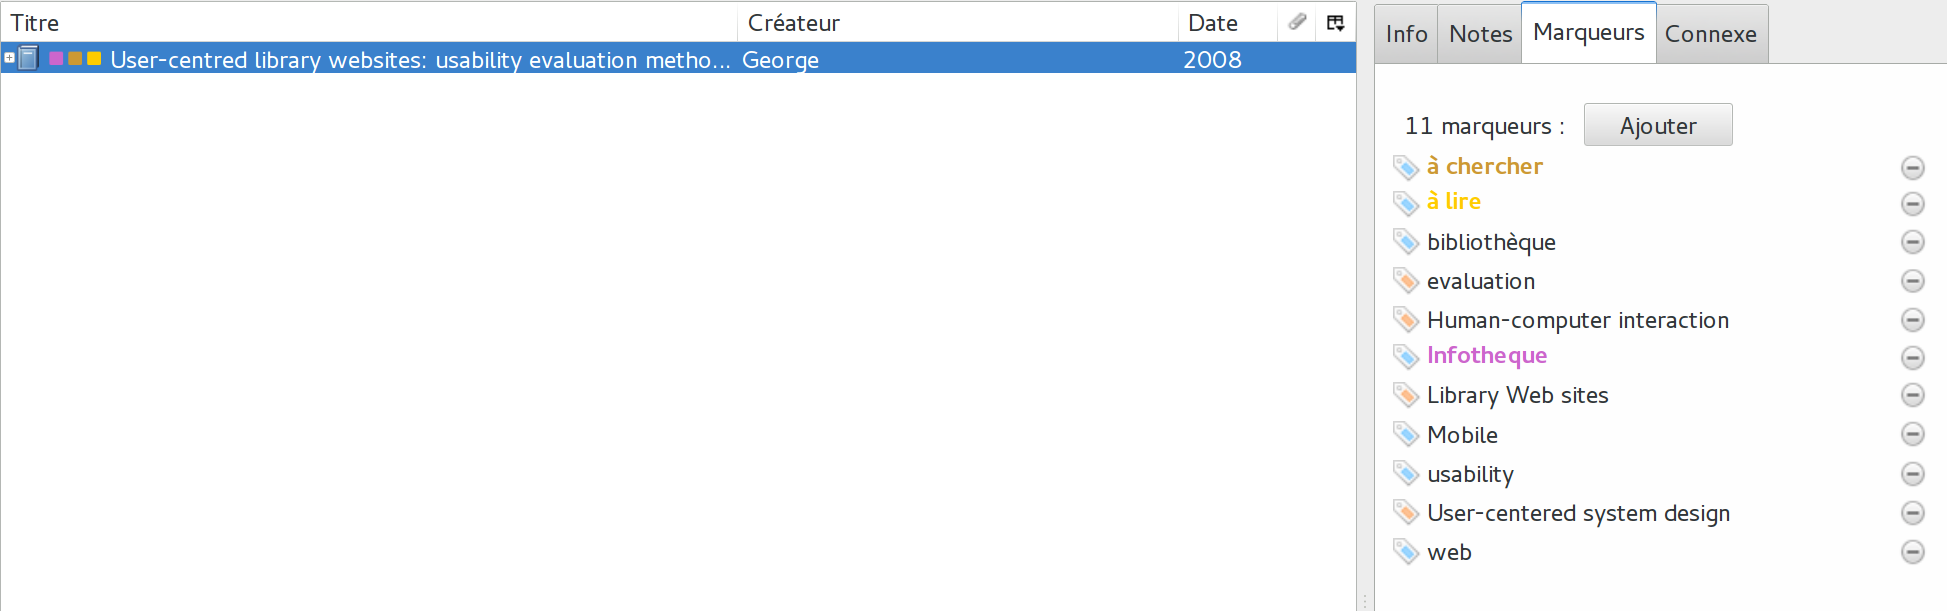 Titre Créateur Date
User-centred library websites: usability evaluation metho... George 2008
Info Notes Marqueurs Connexe
11 marqueurs : Ajouter
à chercher
à lire
bibliothèque
evaluation
Human-computer interaction
Infotheque
Library Web sites
Mobile
usability
User-centered system design
web